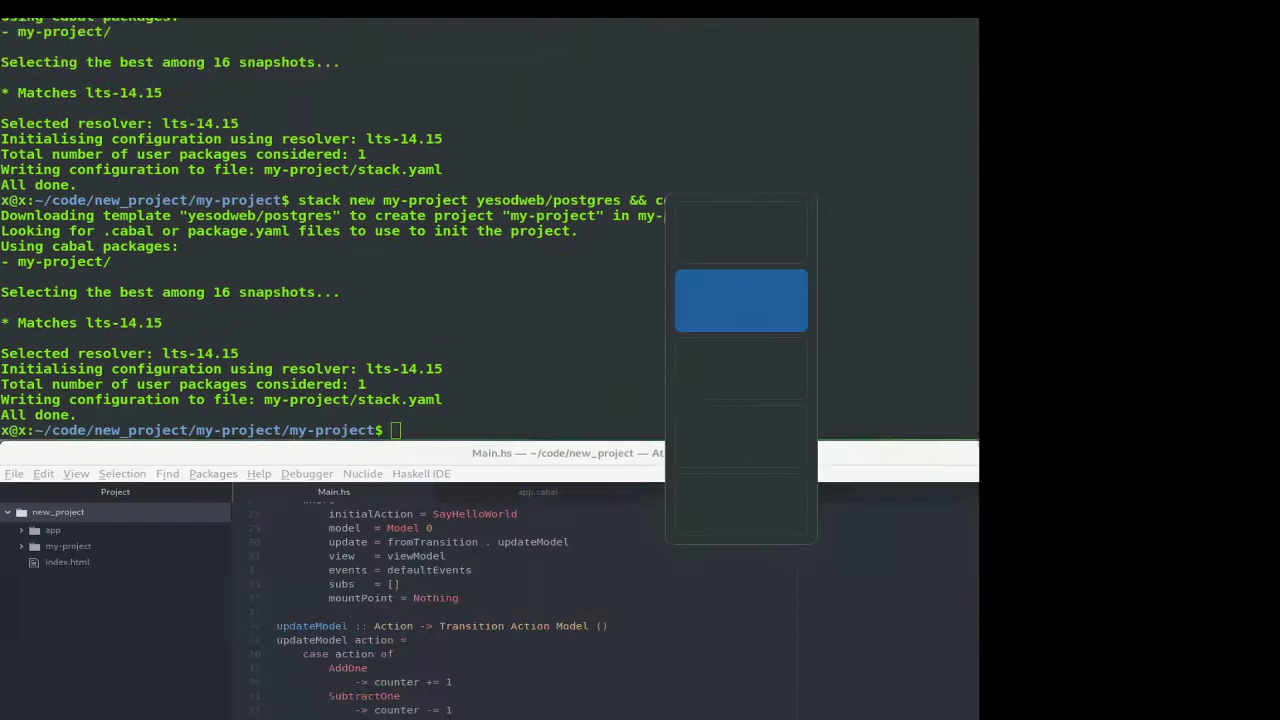 Using cabal packages:
- my-project/
Selecting the best among 16 snapshots...
* Matches lts-14.15
Selected resolver: lts-14.15
Initialising configuration using resolver: lts-14.15
Total number of user packages considered: 1
Writing configuration to file: my-project/stack.yaml
All done.
x@x:~/code/new_project/my-project$ stack new my-project yesodweb/postgres &&
Downloading template "yesodweb/postgres" to create project "my-project" in my-
Looking for .cabal or package.yaml files to use to init the project.
Using cabal packages:
- my-project/
Selecting the best among 16 snapshots...
* Matches lts-14.15
Selected resolver: lts-14.15
Initialising configuration using resolver: lts-14.15
Total number of user packages considered: 1
Writing configuration to file: my-project/stack.yaml
All done.
x@x:~/code/new_project/my-project/my-project$
Main.hs — ~/code/new_project — At
File Edit View Selection Find Packages Help Debugger Nuclide Haskell IDE
Project
Main.hs
app.cabal
new_project
app
my-project
index.html
initialAction = SayHelloWorld
model = Model 0
update = fromTransition . updateModel
view = viewModel
events = defaultEvents
subs = []
mountPoint = Nothing
updateModel :: Action -> Transition Action Model ()
updateModel action =
case action of
AddOne
-> counter += 1
SubtractOne
-> counter -= 1